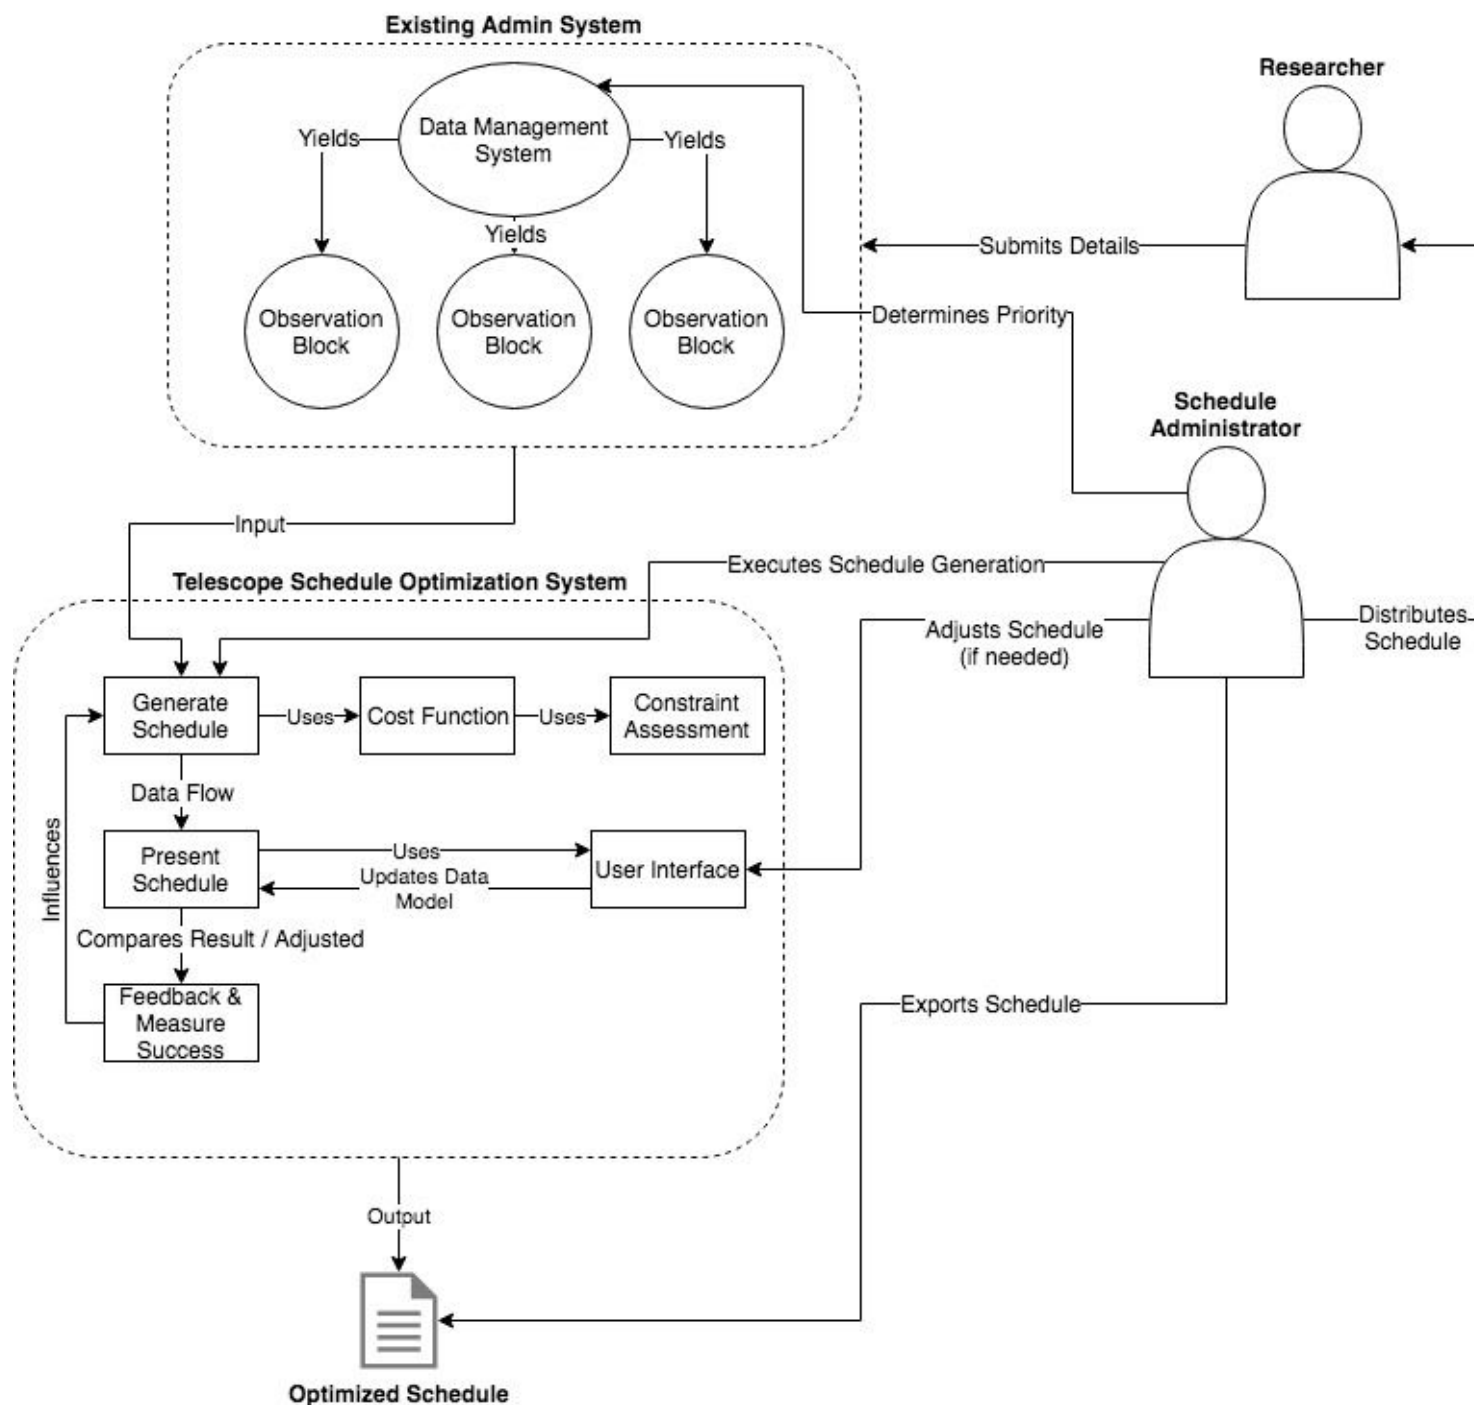 Existing Admin System
Researcher
Data Management
System
Yields
Yields
Yields
Submits Details
Observation
Block
Observation
Block
Observation
Block
Determines Priority
Schedule
Administrator
Input
Executes Schedule Generation
Telescope Schedule Optimization System
Adjusts Schedule
(if needed)
Distributes
Schedule
Generate
Schedule
Uses
Cost Function
Uses
Constraint
Assessment
Data Flow
Influences
Present
Schedule
Uses
Updates Data
Model
User Interface
Compares Result / Adjusted
Feedback &
Measure
Success
Exports Schedule
Output
Optimized Schedule